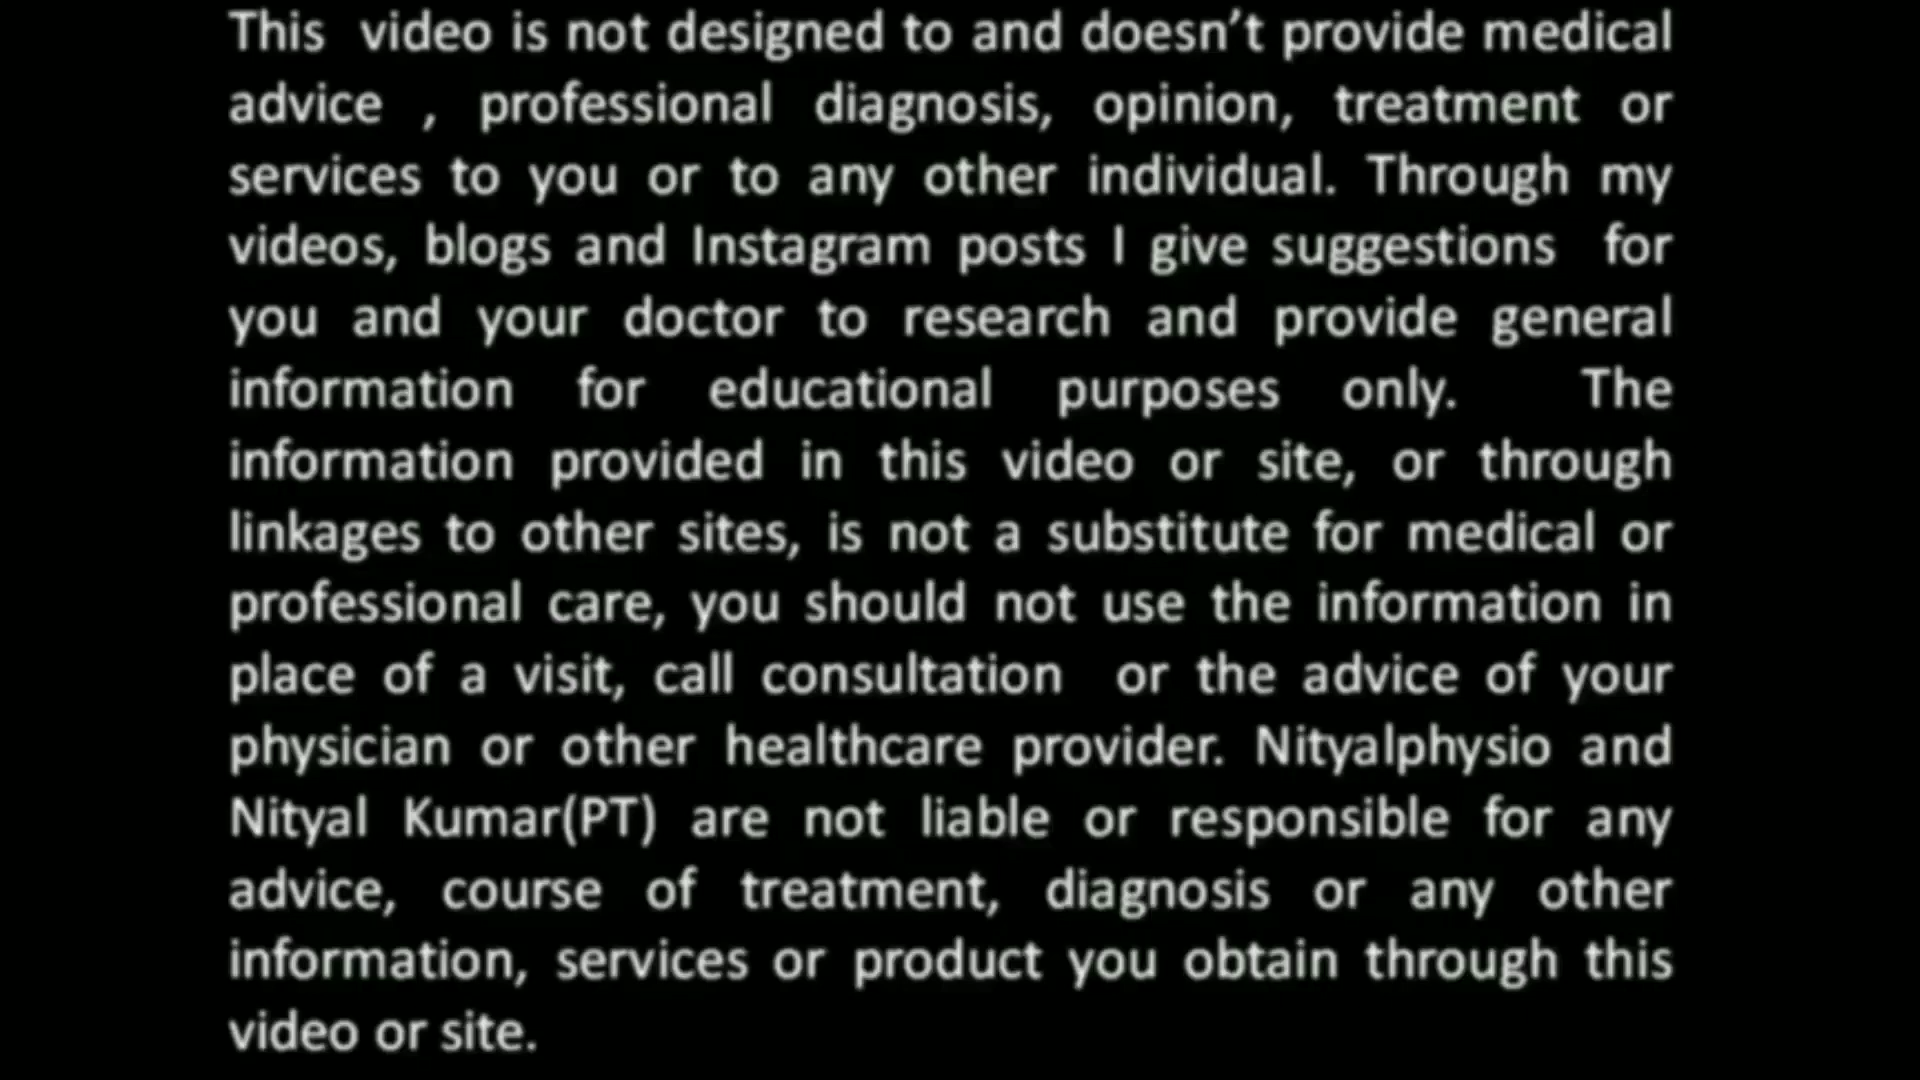 This video is not designed to and doesn’t provide medical
advice , professional diagnosis, opinion, treatment or
services to you or to any other individual. Through my
videos, blogs and Instagram posts I give suggestions for
you and your doctor to research and provide general
information for educational purposes only. The
information provided in this video or site, or through
linkages to other sites, is not a substitute for medical or
professional care, you should not use the information in
place of a visit, call consultation or the advice of your
physician or other healthcare provider. Nityalphysio and
Nityal Kumar(PT) are not liable or responsible for any
advice, course of treatment, diagnosis or any other
information, services or product you obtain through this
video or site.